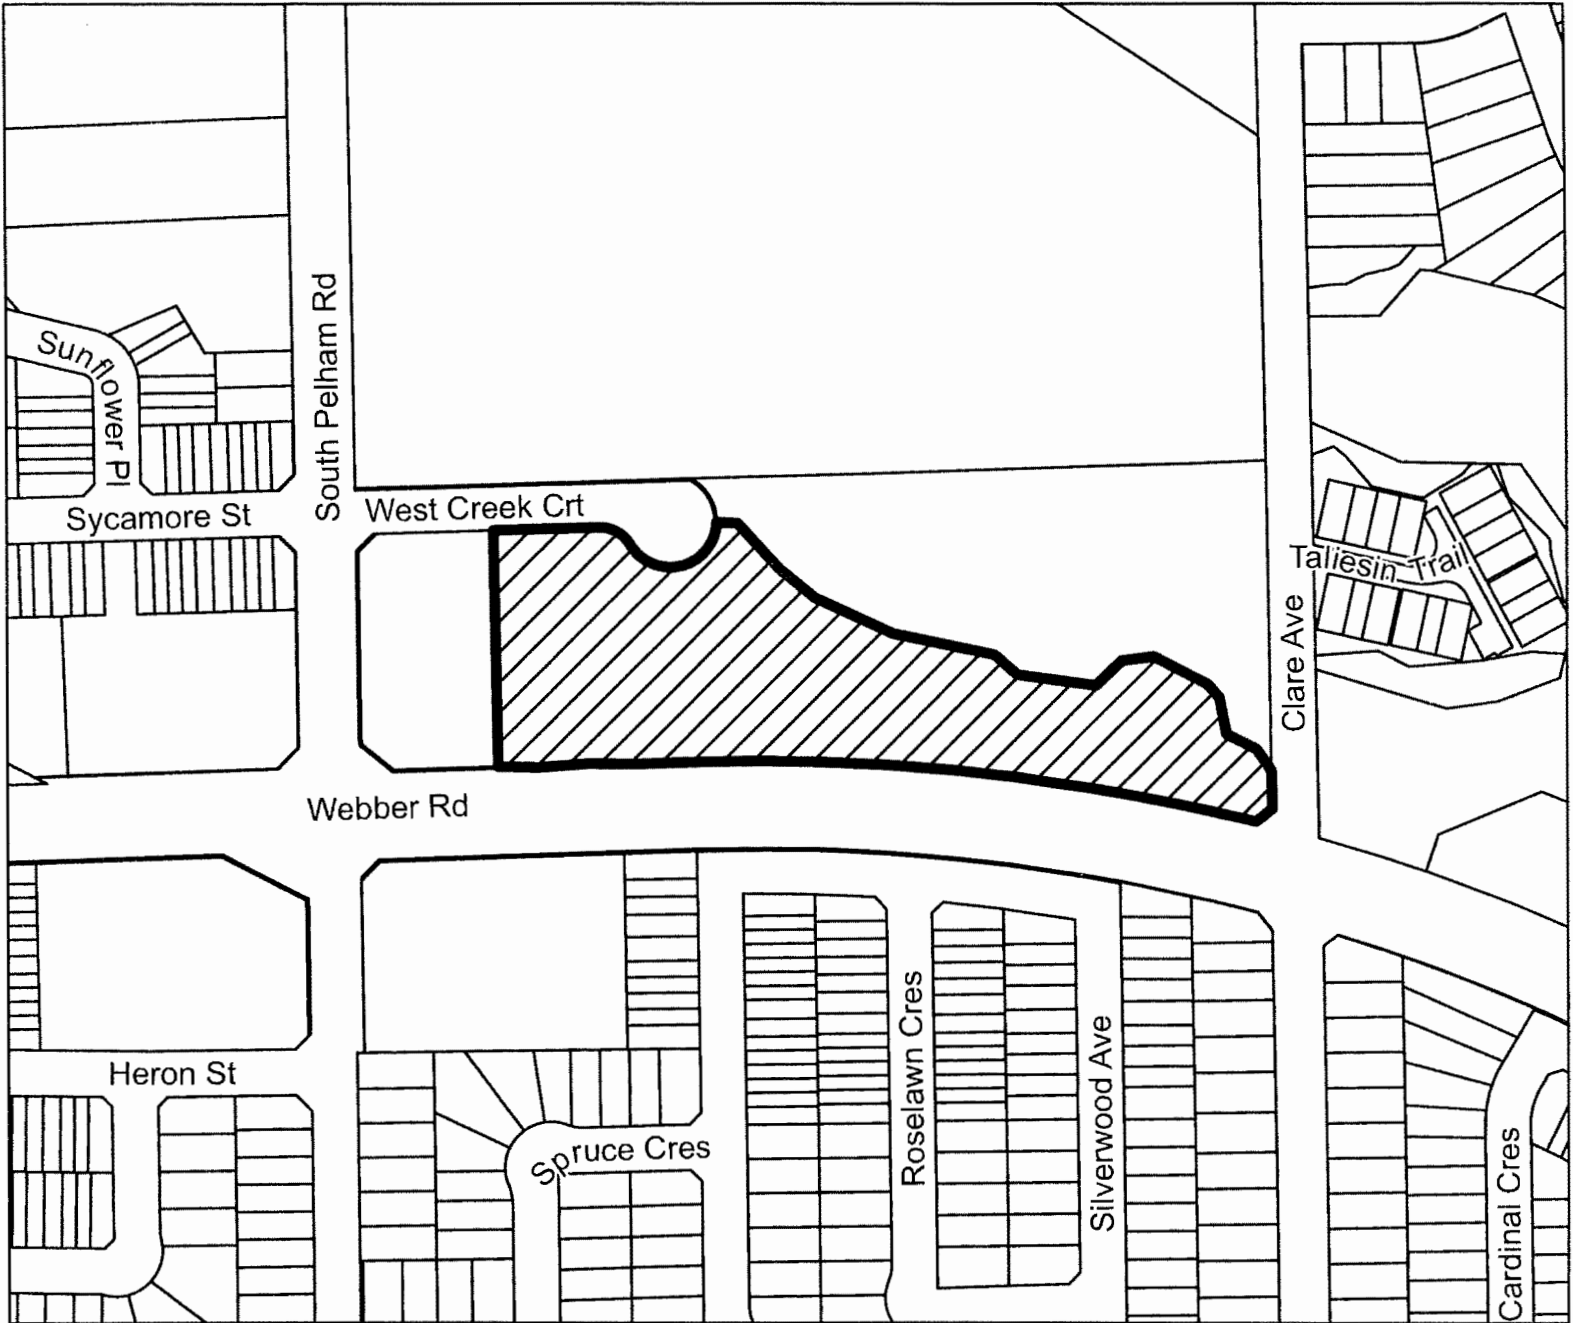 Sunflower Pl
South Pelham Rd
West Creek Crt
Sycamore St
Taliesin Trail
Clare Ave
Webber Rd
Heron St
Spruce Cres
Roselawn Cres
Silverwood Ave
Cardinal Cres